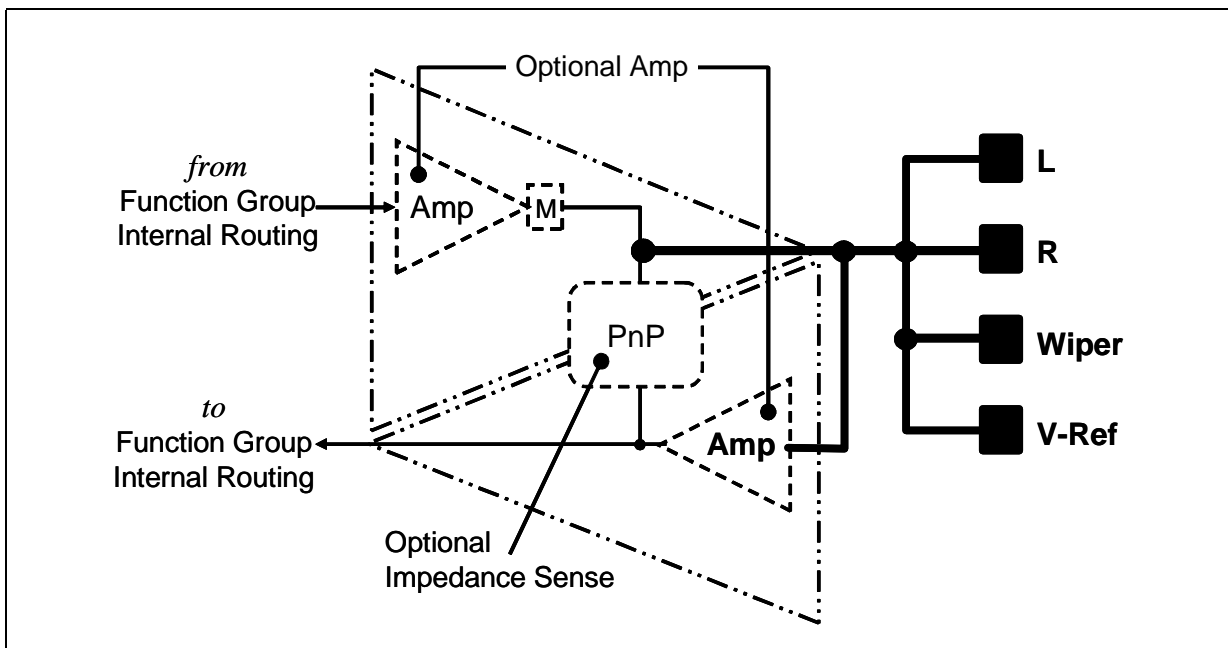 Optional Amp
from
Function Group
Internal Routing
Amp
M
L
R
PnP
Wiper
to
Function Group
Internal Routing
Amp
V-Ref
Optional
Impedance Sense